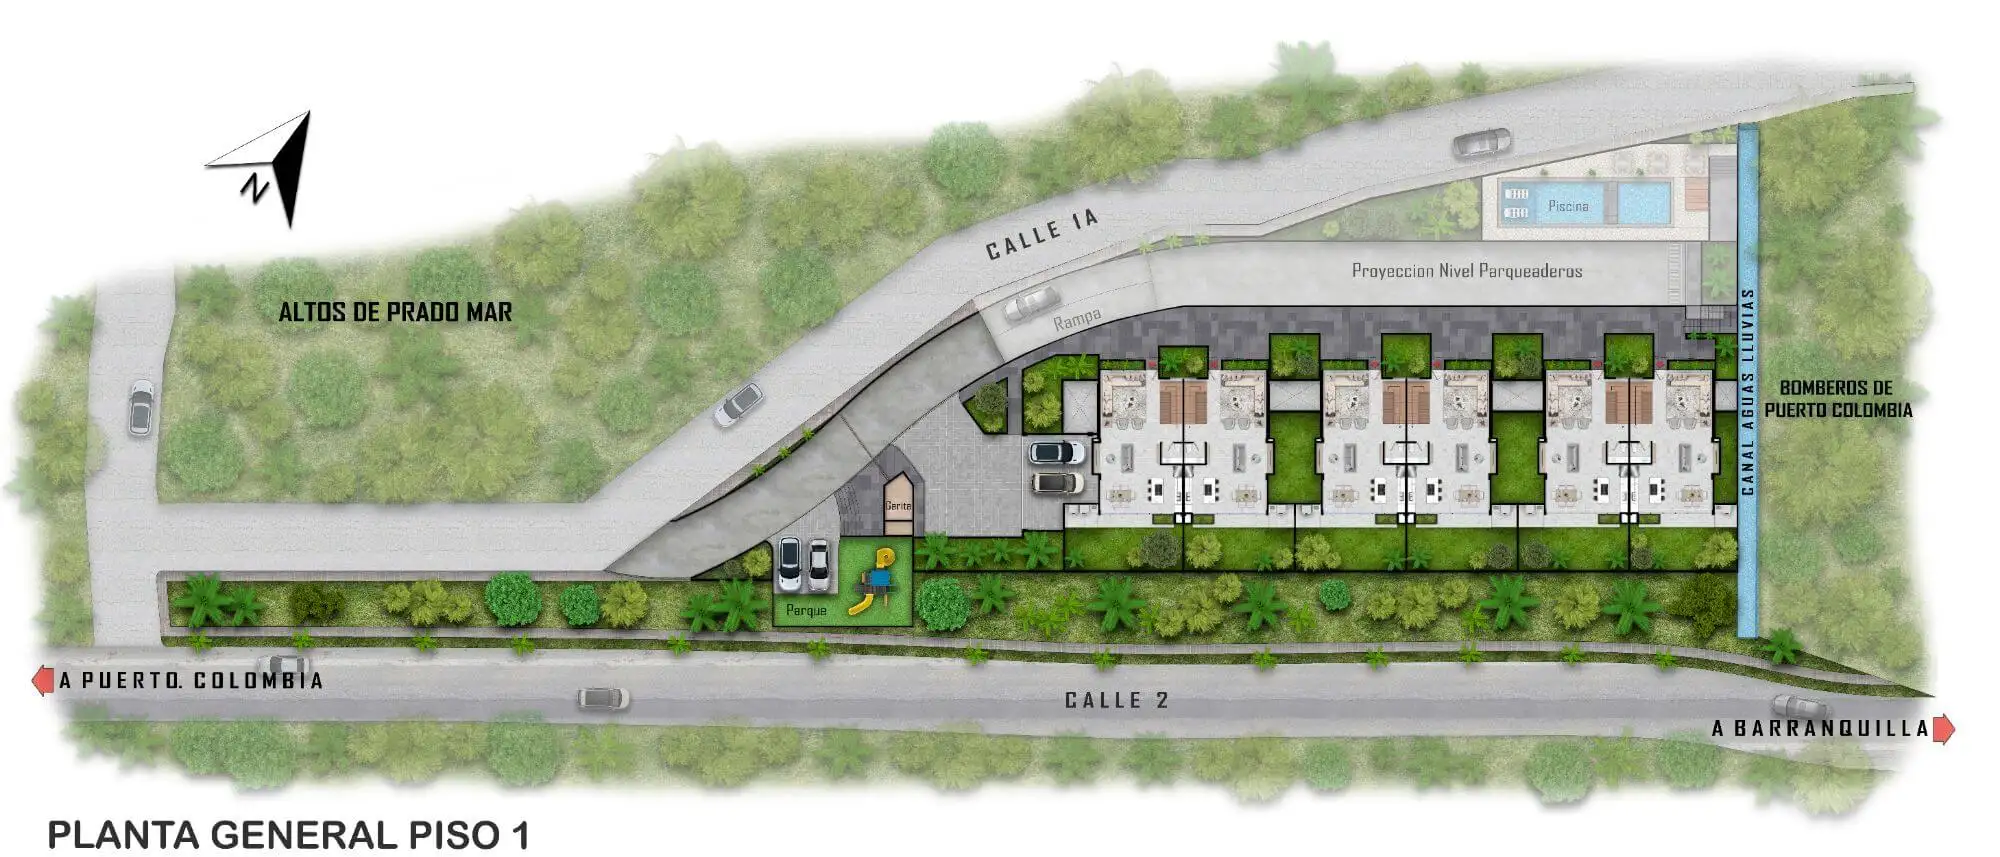 N
CALLE 1A
Piscina
ALTOS DE PRADO MAR
Proyeccion Nivel Parqueaderos
Rampa
CANAL AGUAS LLUVIAS
BOMBEROS DE
PUERTO COLOMBIA
Garita
Parque
A PUERTO. COLOMBIA
CALLE 2
A BARRANQUILLA
PLANTA GENERAL PISO 1